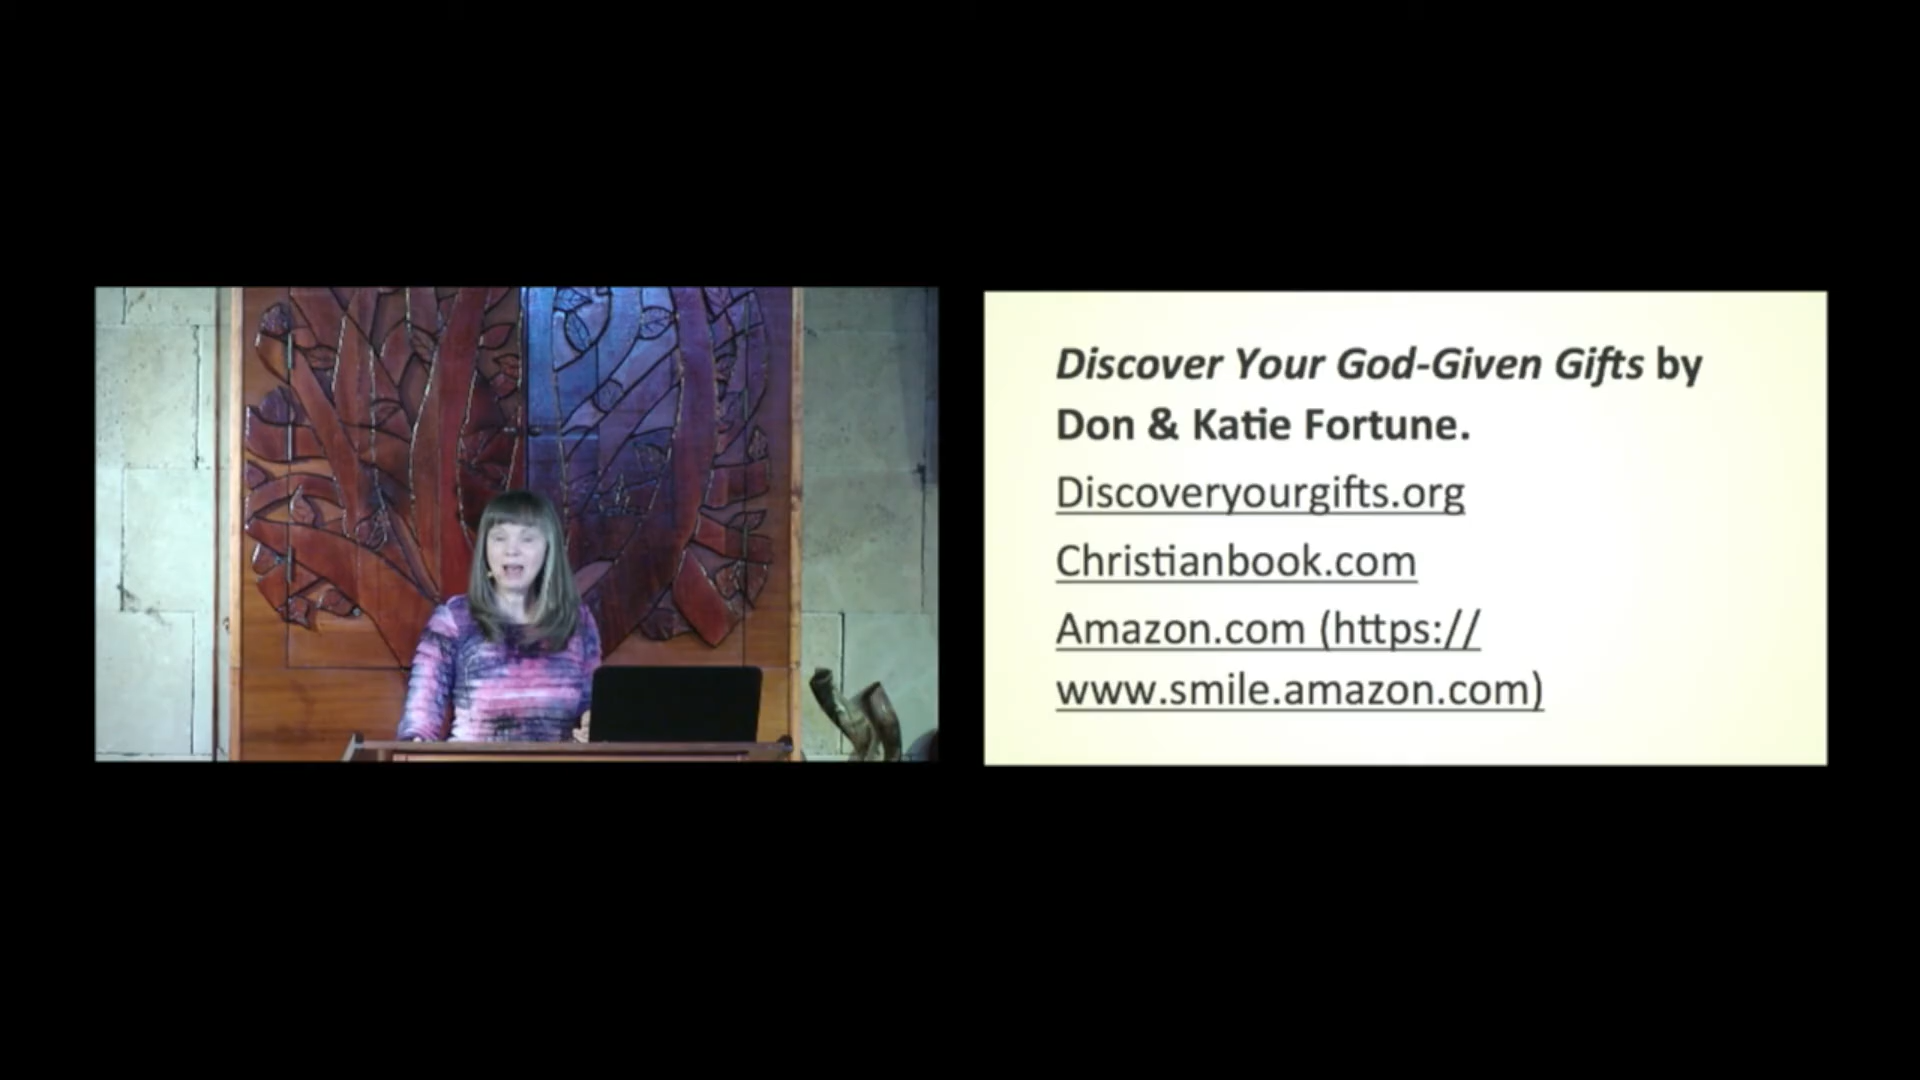 Discover Your God-Given Gifts by
Don & Katie Fortune.
Discoveryourgifts.org
Christianbook.com
Amazon.com (https://
www.smile.amazon.com)